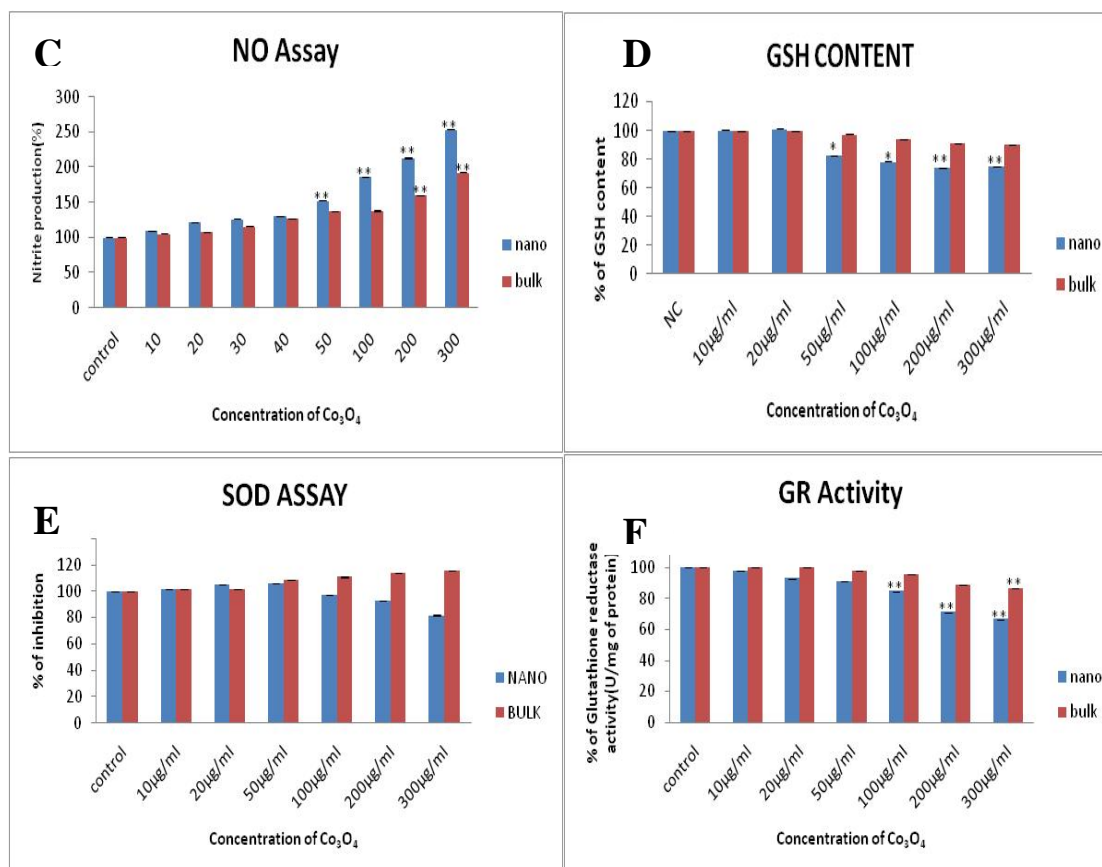 C
NO Assay
Nitrite production(%)
300
250
200
150
100
50
0
**
**
**
**
**
**
nano
bulk
control
10
20
30
40
50
100
200
300
Concentration of Co₃O₄
D
GSH CONTENT
% of GSH content
120
100
80
60
40
20
0
*
*
**
**
nano
bulk
NC
10µg/ml
20µg/ml
50µg/ml
100µg/ml
200µg/ml
300µg/ml
Concentration of Co₃O₄
E
SOD ASSAY
% of inhibition
120
100
80
60
40
20
0
NANO
BULK
control
10µg/ml
20µg/ml
50µg/ml
100µg/ml
200µg/ml
300µg/ml
Concentration of Co₃O₄
F
GR Activity
% of Glutathione reductase
activity(U/mg of protein)
100
80
60
40
20
0
**
**
**
**
nano
bulk
control
10µg/ml
20µg/ml
50µg/ml
100µg/ml
200µg/ml
300µg/ml
Concentration of Co₃O₄